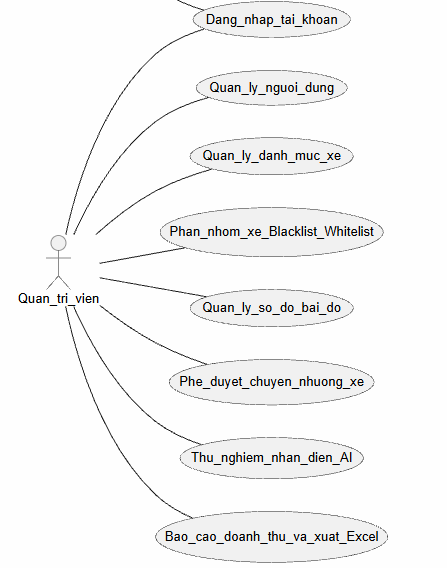 Dang_nhap_tai_khoan
Quan_ly_nguoi_dung
Quan_ly_danh_muc_xe
Phan_nhom_xe_Blacklist_Whitelist
Quan_tri_vien
Quan_ly_so_do_bai_do
Phe_duyet_chuyen_nhuong_xe
Thu_nghiem_nhan_dien_AI
Bao_cao_doanh_thu_va_xuat_Excel